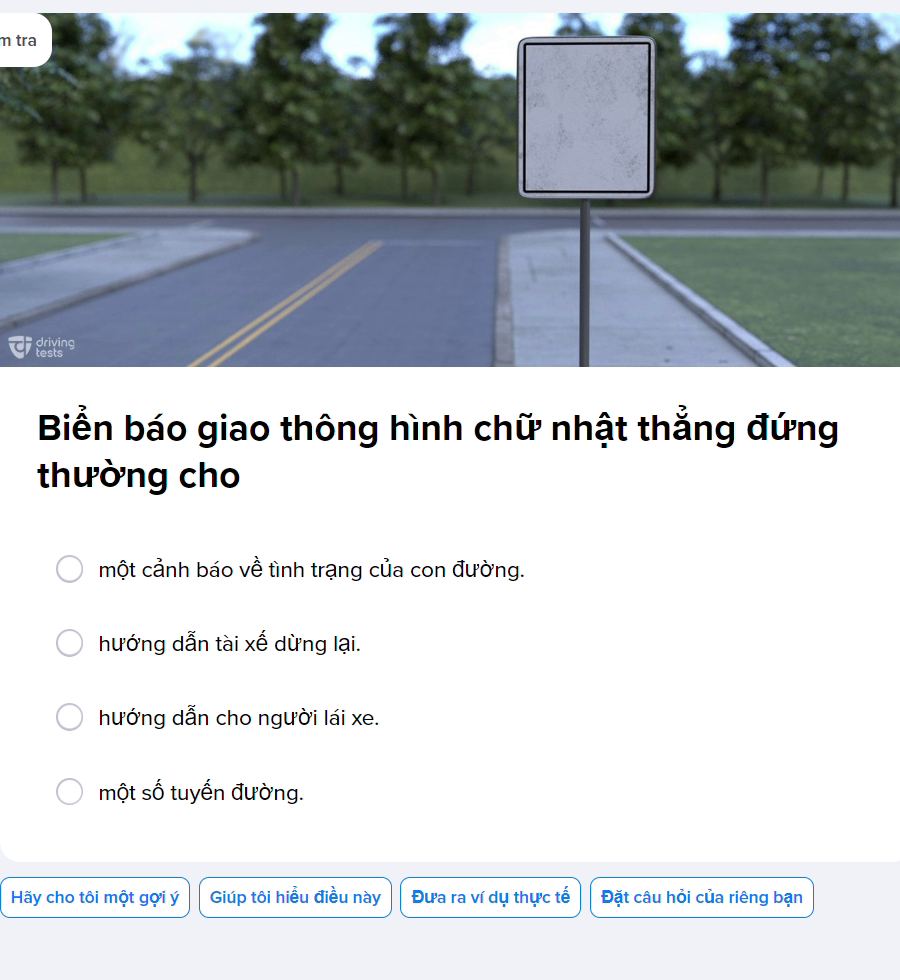 m tra
driving
tests
Biển báo giao thông hình chữ nhật thẳng đứng
thường cho
một cảnh báo về tình trạng của con đường.
hướng dẫn tài xế dừng lại.
hướng dẫn cho người lái xe.
một số tuyến đường.
Hãy cho tôi một gợi ý
Giúp tôi hiểu điều này
Đưa ra ví dụ thực tế
Đặt câu hỏi của riêng bạn